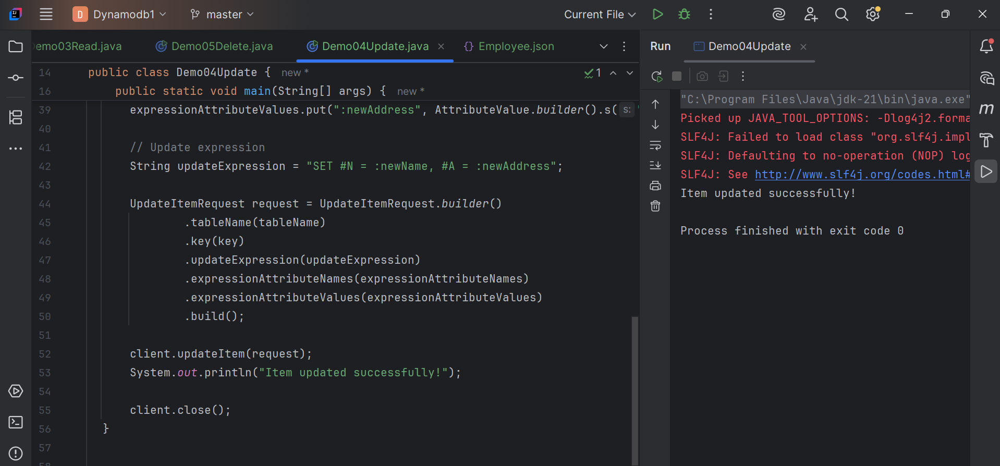 D Dynamodb1 master Current File
emo03Read.java Demo05Delete.java Demo04Update.java Employee.json
Run Demo04Update
14 public class Demo04Update { new *
1
16 public static void main(String[] args) { new *
39 expressionAttributeValues.put(":newAddress", AttributeValue.builder().s( s: "
40
41 // Update expression
42 String updateExpression = "SET #N = :newName, #A = :newAddress";
43
44 UpdateItemRequest request = UpdateItemRequest.builder()
45 .tableName(tableName)
46 .key(key)
47 .updateExpression(updateExpression)
48 .expressionAttributeNames(expressionAttributeNames)
49 .expressionAttributeValues(expressionAttributeValues)
50 .build();
51
52 client.updateItem(request);
53 System.out.println("Item updated successfully!");
54
55 client.close();
56 }
57
58
"C:\Program Files\Java\jdk-21\bin\java.exe"
Picked up JAVA_TOOL_OPTIONS: -Dlog4j2.forma
SLF4J: Failed to load class "org.slf4j.impl
SLF4J: Defaulting to no-operation (NOP) log
SLF4J: See http://www.slf4j.org/codes.html#
Item updated successfully!
Process finished with exit code 0
m